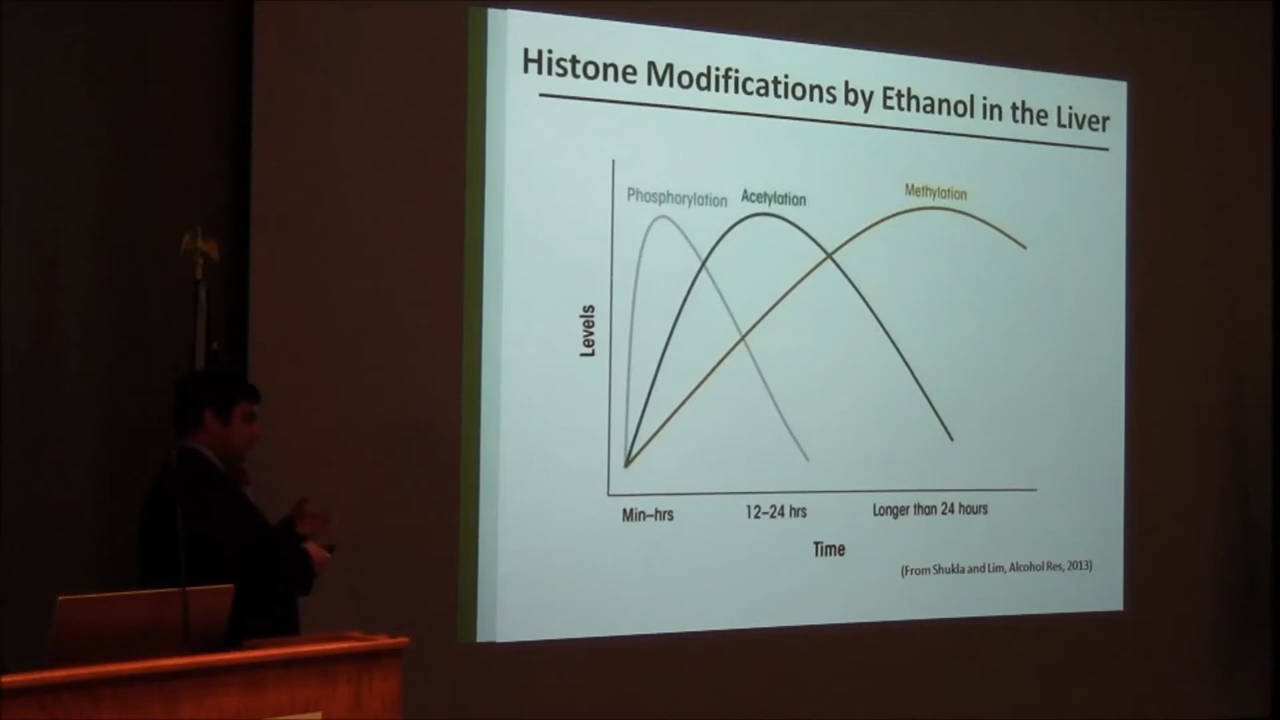 Histone Modifications by Ethanol in the Liver
Phosphorylation
Acetylation
Methylation
Levels
Min–hrs
12–24 hrs
Longer than 24 hours
Time
(From Shukla and Lim, Alcohol Res, 2013)